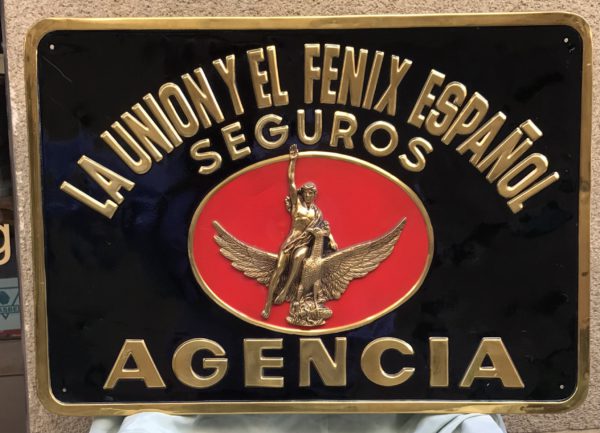 LA UNION Y EL FENIX ESPAÑOL
SEGUROS
AGENCIA
g